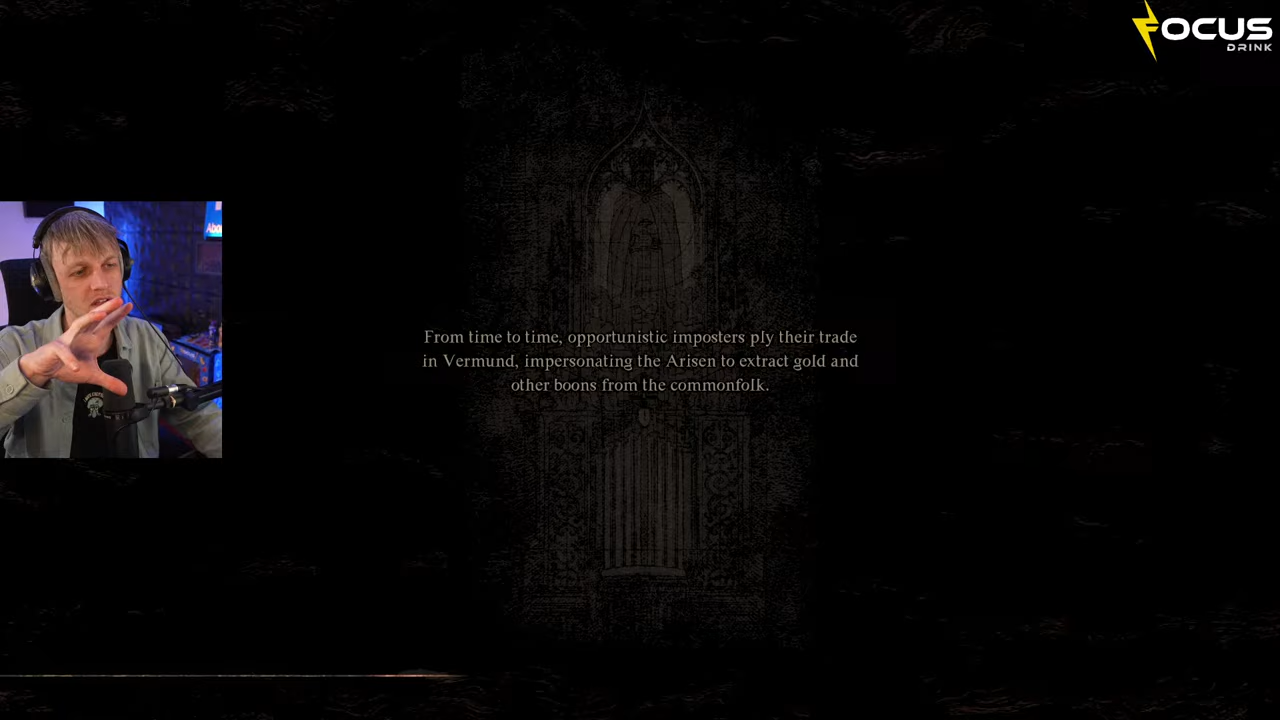 FOCUS
DRINK
From time to time, opportunistic imposters ply their trade
in Vermund, impersonating the Arisen to extract gold and
other boons from the commonfolk.